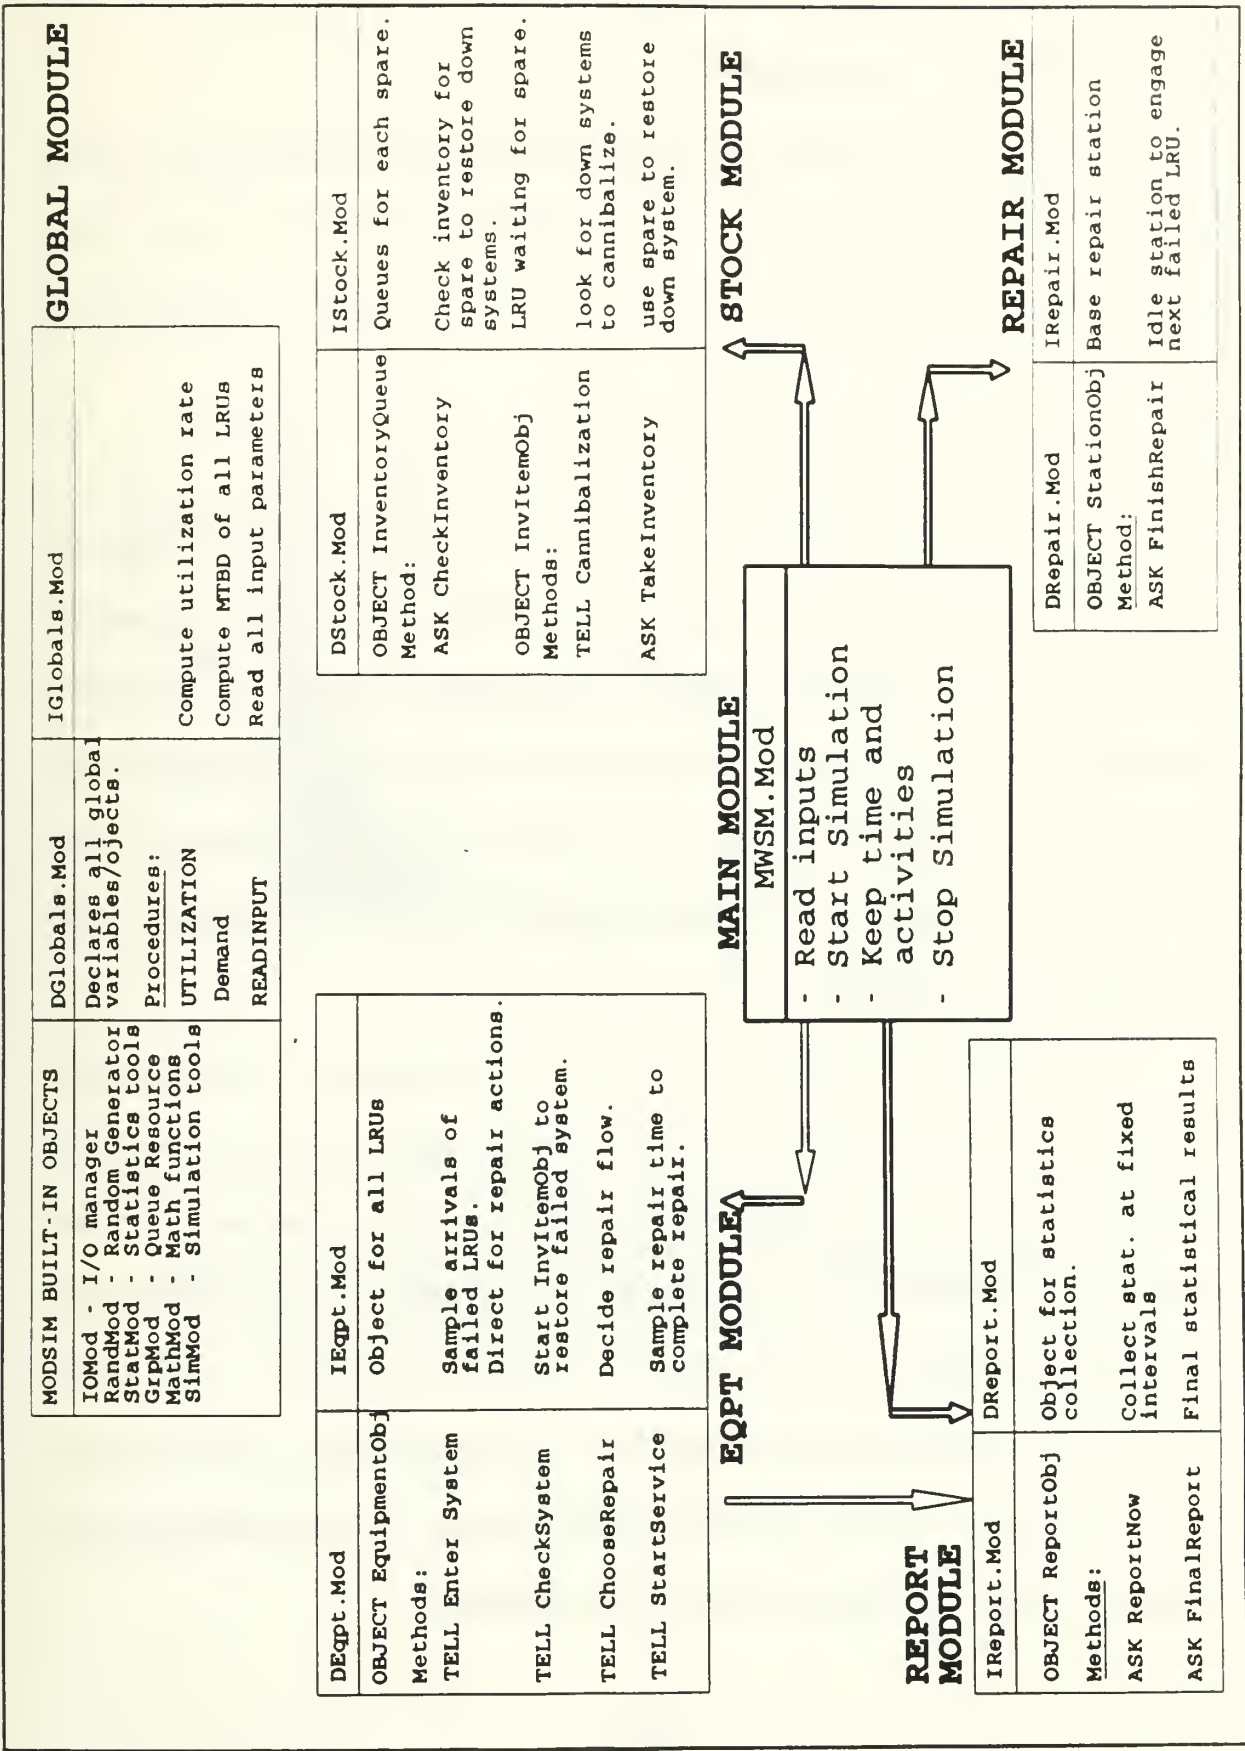 GLOBAL MODULE
MODSIM BUILT-IN OBJECTS
IOMod - I/O manager
RandMod - Random Generator
StatMod - Statistics tools
GrpMod - Queue Resource
MathMod - Math functions
SimMod - Simulation tools
DGlobals.Mod
Declares all global
variables/ojects.
Procedures:
UTILIZATION
Demand
READINPUT
IGlobals.Mod
Compute utilization rate
Compute MTBD of all LRUs
Read all input parameters
DEqpt.Mod
OBJECT EquipmentObj
Methods:
TELL Enter System
TELL CheckSystem
TELL ChooseRepair
TELL StartService
IEqpt.Mod
Object for all LRUs
Sample arrivals of
failed LRUs.
Direct for repair actions.
Start InvItemObj to
restore failed system.
Decide repair flow.
Sample repair time to
complete repair.
EQPT MODULE
DStock.Mod
OBJECT InventoryQueue
Method:
ASK CheckInventory
OBJECT InvItemObj
Methods:
TELL Cannibalization
ASK TakeInventory
IStock.Mod
Queues for each spare.
Check inventory for
spare to restore down
systems.
LRU waiting for spare.
look for down systems
to cannibalize.
use spare to restore
down system.
STOCK MODULE
MAIN MODULE
MWSM.Mod
- Read inputs
- Start Simulation
- Keep time and
activities
- Stop Simulation
REPORT
MODULE
IReport.Mod
OBJECT ReportObj
Methods:
ASK ReportNow
ASK FinalReport
DReport.Mod
Object for statistics
collection.
Collect stat. at fixed
intervals
Final statistical results
REPAIR MODULE
DRepair.Mod
OBJECT StationObj
Method:
ASK FinishRepair
IRepair.Mod
Base repair station
Idle station to engage
next failed LRU.